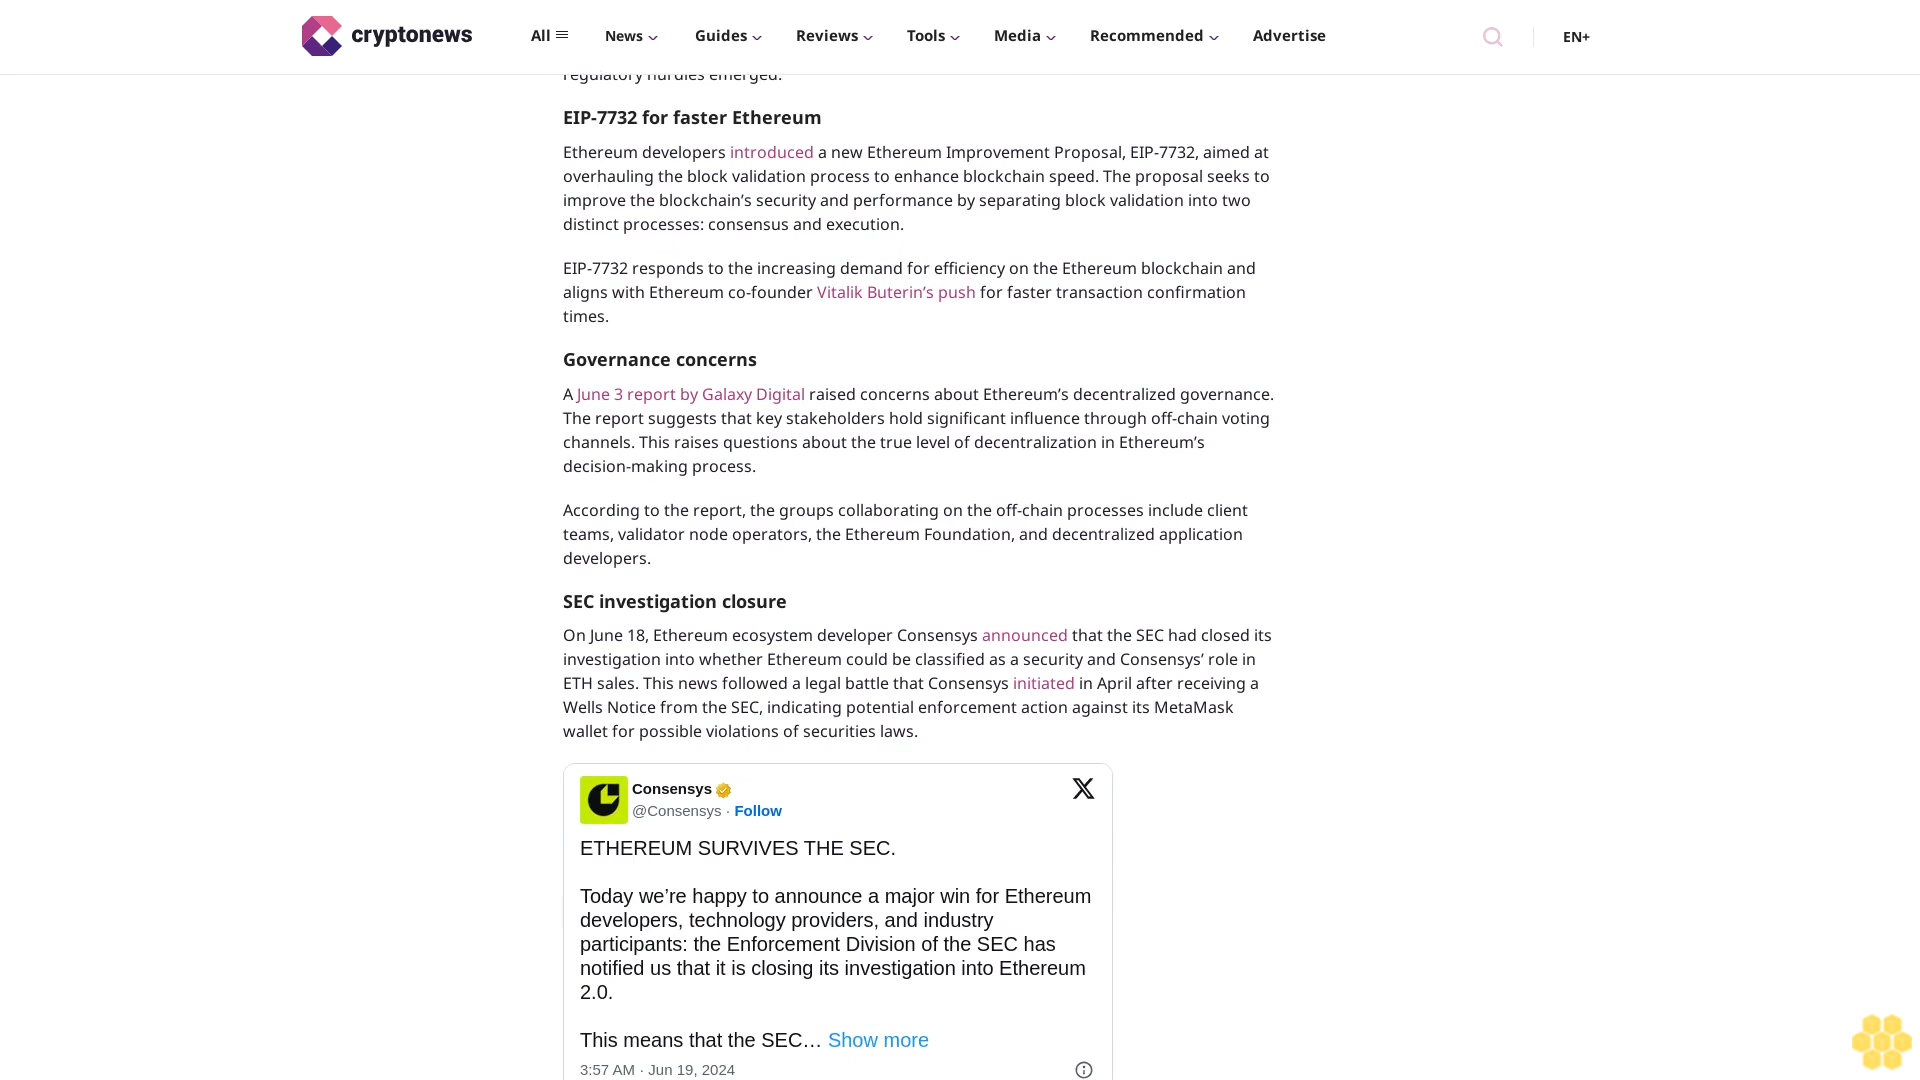 cryptonews
All
News
Guides
Reviews
Tools
Media
Recommended
Advertise
EN+
regulatory hurdles emerged.
EIP-7732 for faster Ethereum
Ethereum developers introduced a new Ethereum Improvement Proposal, EIP-7732, aimed at
overhauling the block validation process to enhance blockchain speed. The proposal seeks to
improve the blockchain’s security and performance by separating block validation into two
distinct processes: consensus and execution.
EIP-7732 responds to the increasing demand for efficiency on the Ethereum blockchain and
aligns with Ethereum co-founder Vitalik Buterin’s push for faster transaction confirmation
times.
Governance concerns
A June 3 report by Galaxy Digital raised concerns about Ethereum’s decentralized governance.
The report suggests that key stakeholders hold significant influence through off-chain voting
channels. This raises questions about the true level of decentralization in Ethereum’s
decision-making process.
According to the report, the groups collaborating on the off-chain processes include client
teams, validator node operators, the Ethereum Foundation, and decentralized application
developers.
SEC investigation closure
On June 18, Ethereum ecosystem developer Consensys announced that the SEC had closed its
investigation into whether Ethereum could be classified as a security and Consensys’ role in
ETH sales. This news followed a legal battle that Consensys initiated in April after receiving a
Wells Notice from the SEC, indicating potential enforcement action against its MetaMask
wallet for possible violations of securities laws.
Consensys
@Consensys · Follow
ETHEREUM SURVIVES THE SEC.
Today we’re happy to announce a major win for Ethereum
developers, technology providers, and industry
participants: the Enforcement Division of the SEC has
notified us that it is closing its investigation into Ethereum
2.0.
This means that the SEC… Show more
3:57 AM · Jun 19, 2024